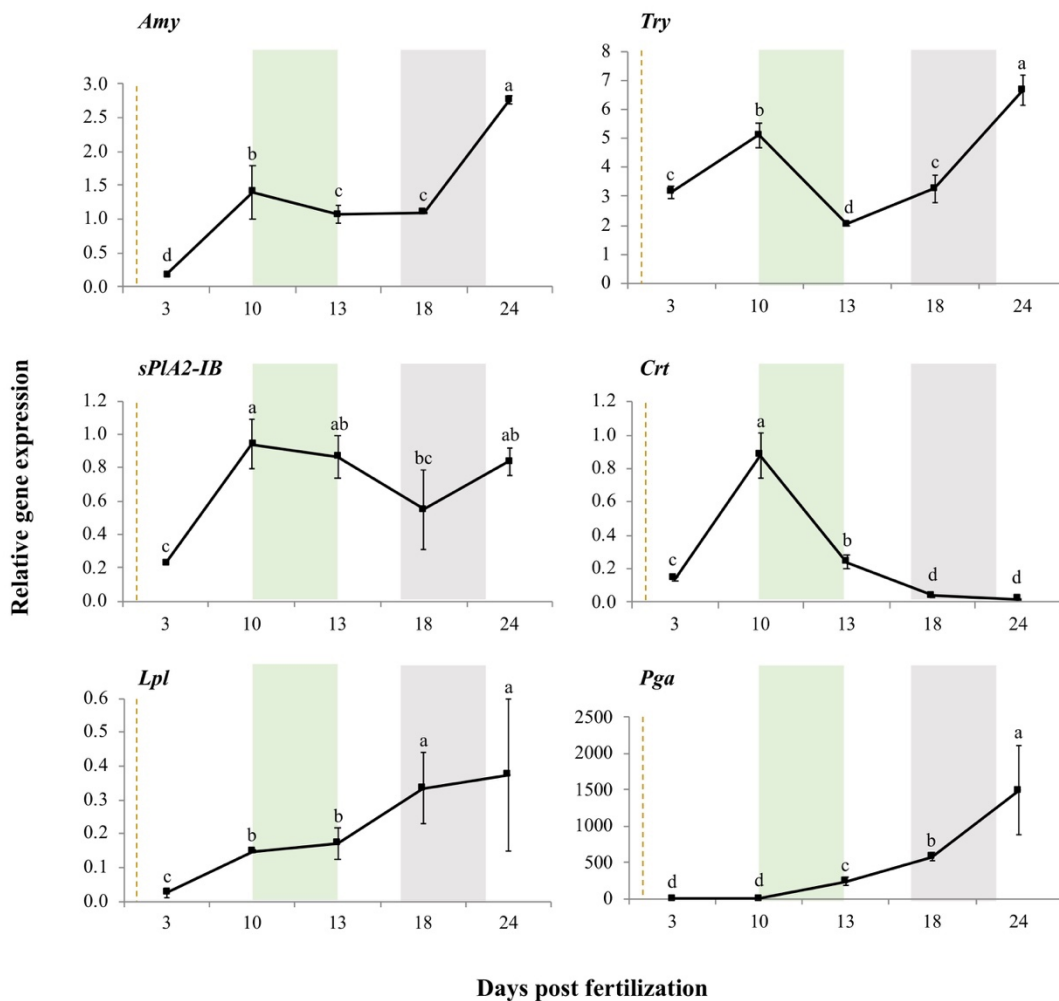 Amy
3.0
2.5
2.0
1.5
1.0
0.5
0.0
d
b
c
c
a
3 10 13 18 24
Try
8
7
6
5
4
3
2
1
0
c
b
d
c
a
3 10 13 18 24
Relative gene expression
sPlA2-IB
1.2
1.0
0.8
0.6
0.4
0.2
0.0
c
a
ab
bc
ab
3 10 13 18 24
Crt
1.2
1.0
0.8
0.6
0.4
0.2
0.0
c
a
b
d
d
3 10 13 18 24
Lpl
0.6
0.5
0.4
0.3
0.2
0.1
0.0
c
b
b
a
a
3 10 13 18 24
Pga
2500
2000
1500
1000
500
0
d
d
c
b
a
3 10 13 18 24
Days post fertilization